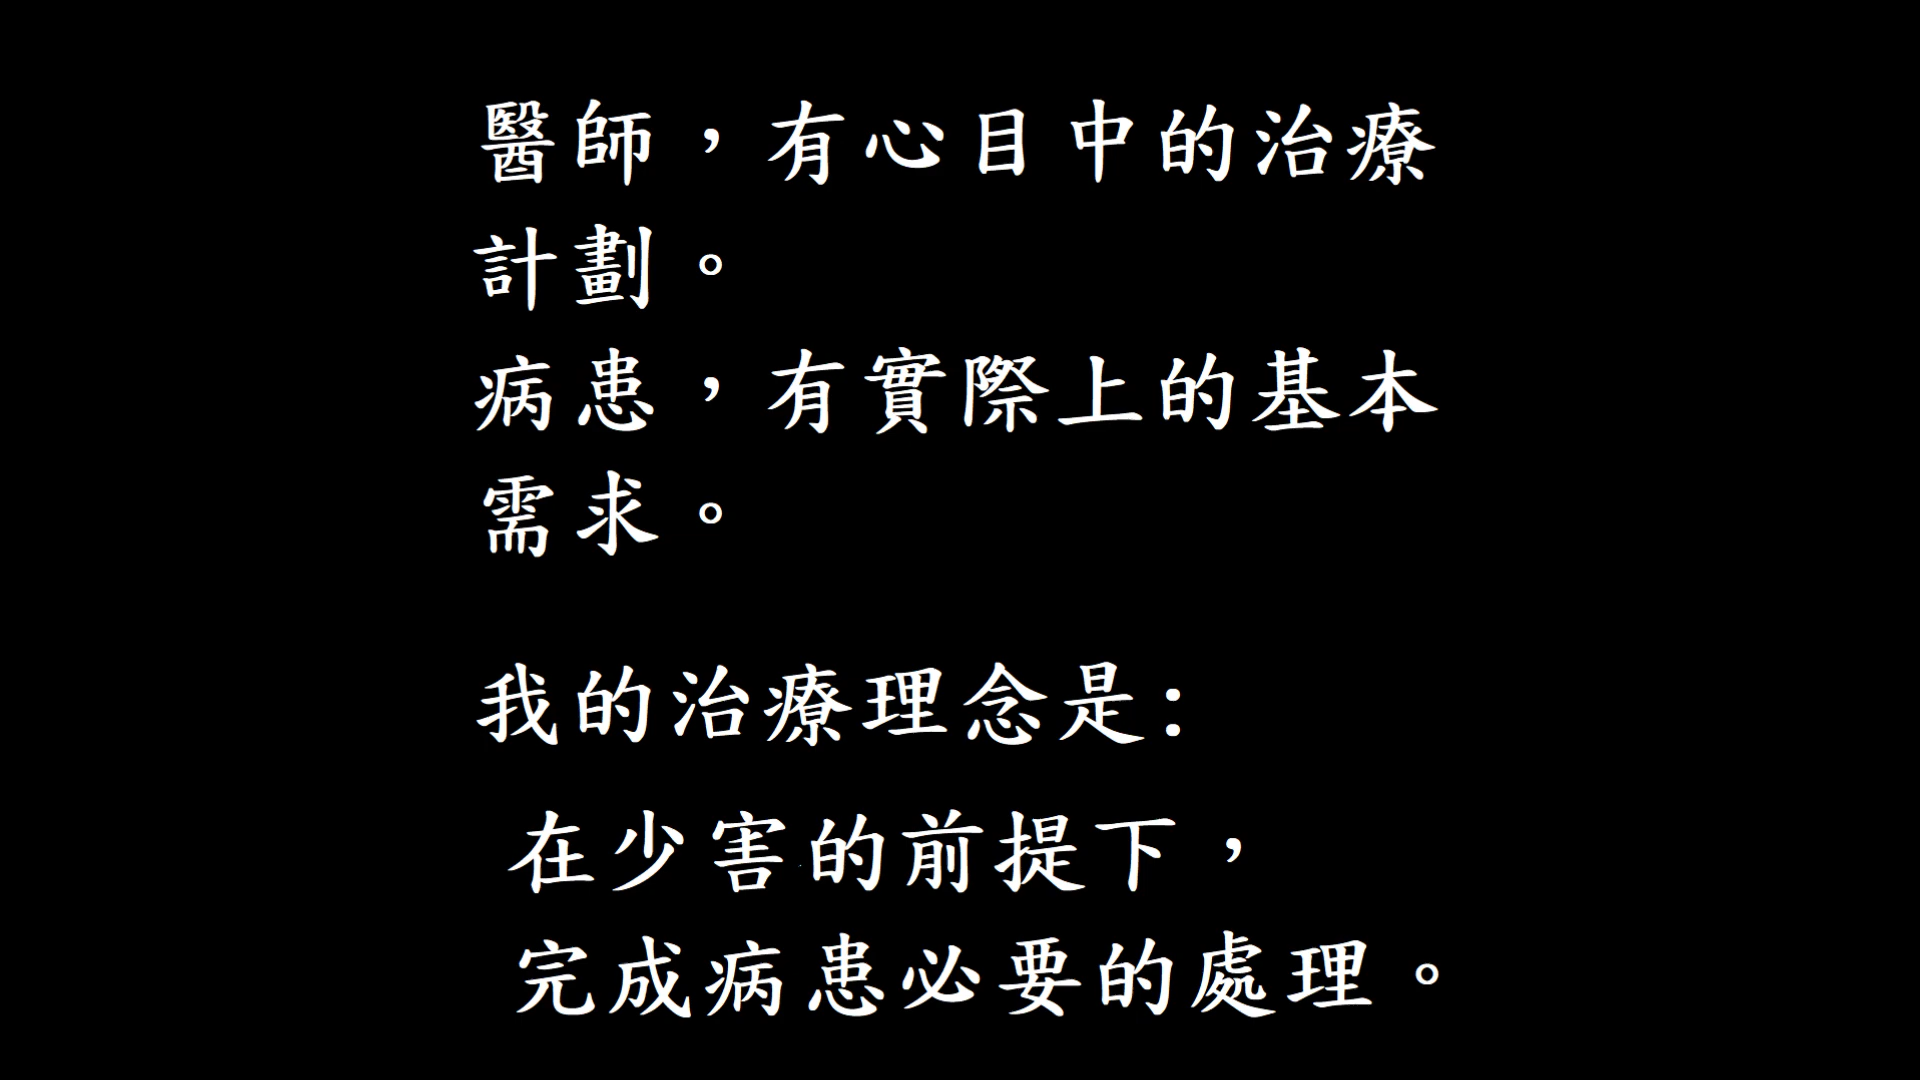 醫師，有心目中的治療
計劃。
病患，有實際上的基本
需求。
我的治療理念是:
在少害的前提下，
完成病患必要的處理。